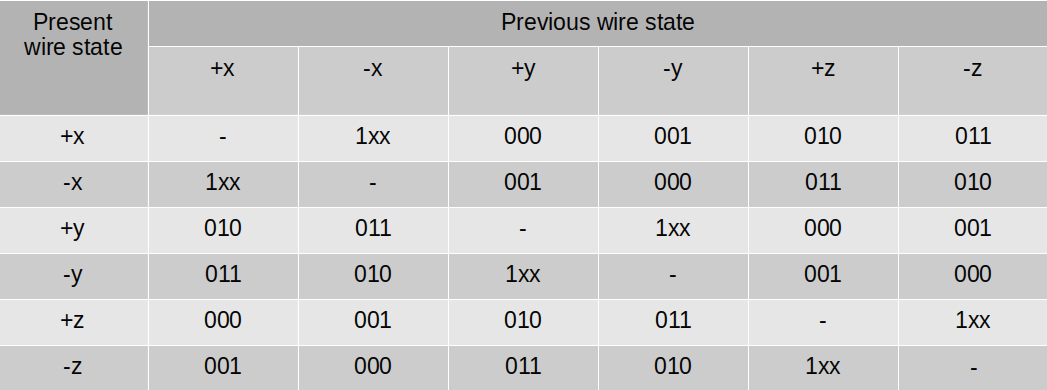 Present
wire state
Previous wire state
+x -x +y -y +z -z
+x - 1xx 000 001 010 011
-x 1xx - 001 000 011 010
+y 010 011 - 1xx 000 001
-y 011 010 1xx - 001 000
+z 000 001 010 011 - 1xx
-z 001 000 011 010 1xx -